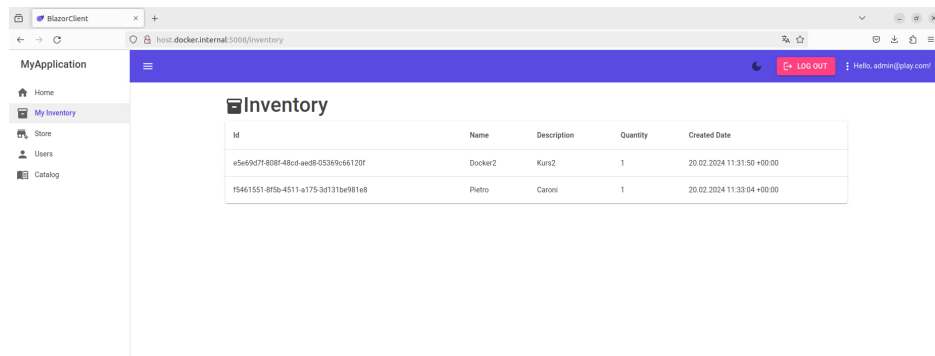 BlazorClient
host.docker.internal:5008/inventory
MyApplication
LOG OUT
Hello, admin@play.com!
Home
My Inventory
Store
Users
Catalog
Inventory
Id Name Description Quantity Created Date
e5e69d7f-808f-48cd-aed8-05369c66120f Docker2 Kurs2 1 20.02.2024 11:31:50 +00:00
f5461551-8f5b-4511-a175-3d131be981e8 Pietro Caroni 1 20.02.2024 11:33:04 +00:00